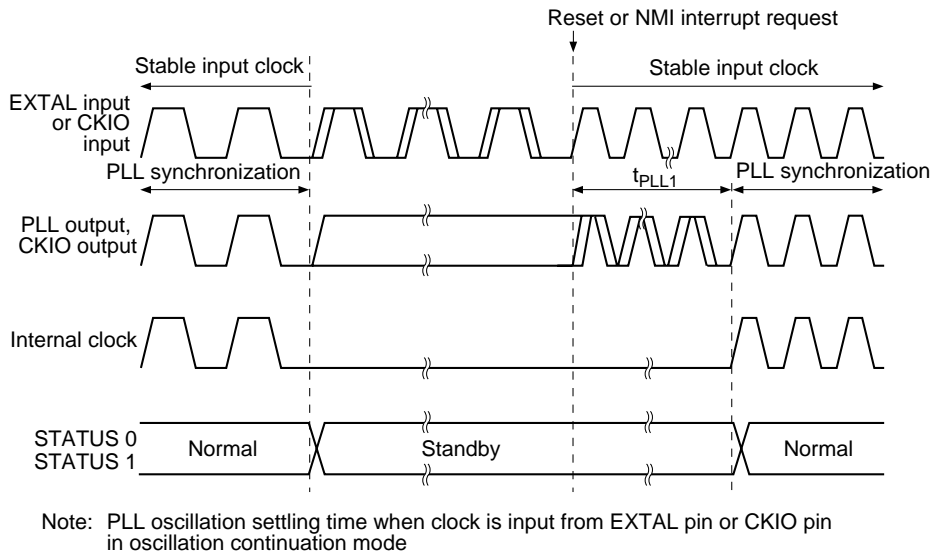 Reset or NMI interrupt request
Stable input clock
Stable input clock
EXTAL input
or CKIO
input
PLL synchronization
tPLL1
PLL synchronization
PLL output,
CKIO output
Internal clock
STATUS 0
STATUS 1
Normal
Standby
Normal
Note: PLL oscillation settling time when clock is input from EXTAL pin or CKIO pin
in oscillation continuation mode